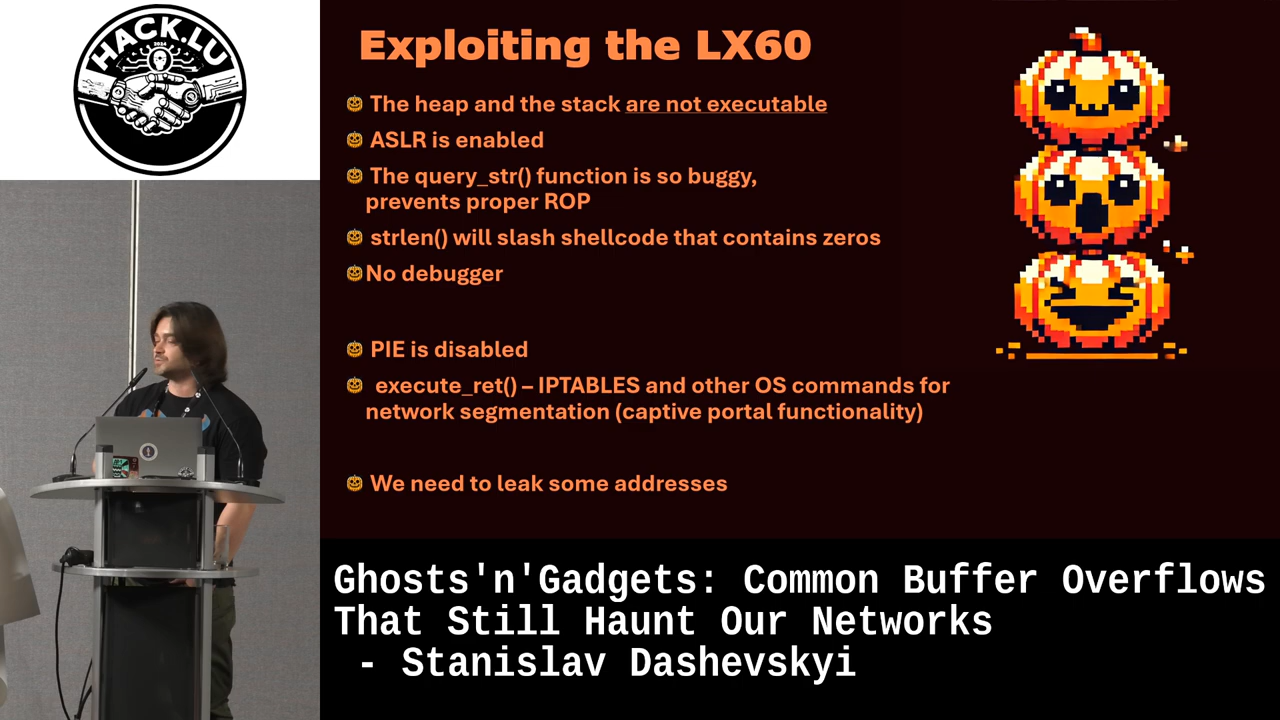 HACK.LU
2024
Exploiting the LX60
The heap and the stack are not executable
ASLR is enabled
The query_str() function is so buggy,
prevents proper ROP
strlen() will slash shellcode that contains zeros
No debugger
PIE is disabled
execute_ret() – IPTABLES and other OS commands for
network segmentation (captive portal functionality)
We need to leak some addresses
Ghosts'n'Gadgets: Common Buffer Overflows
That Still Haunt Our Networks
- Stanislav Dashevskyi